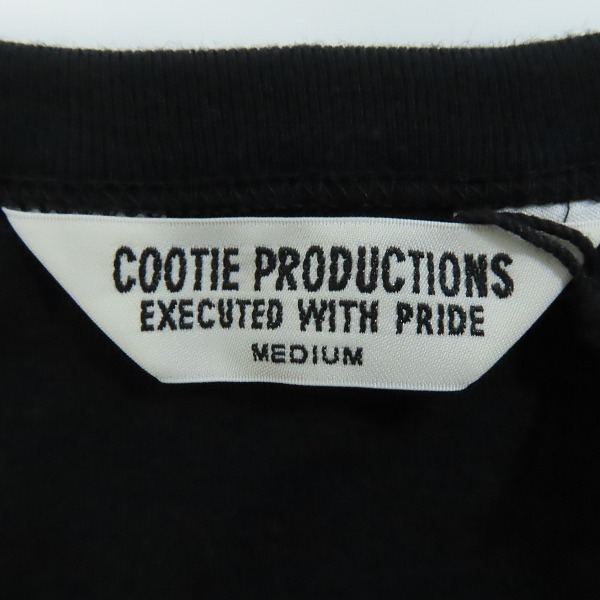 COOTIE PRODUCTIONS
EXECUTED WITH PRIDE
MEDIUM